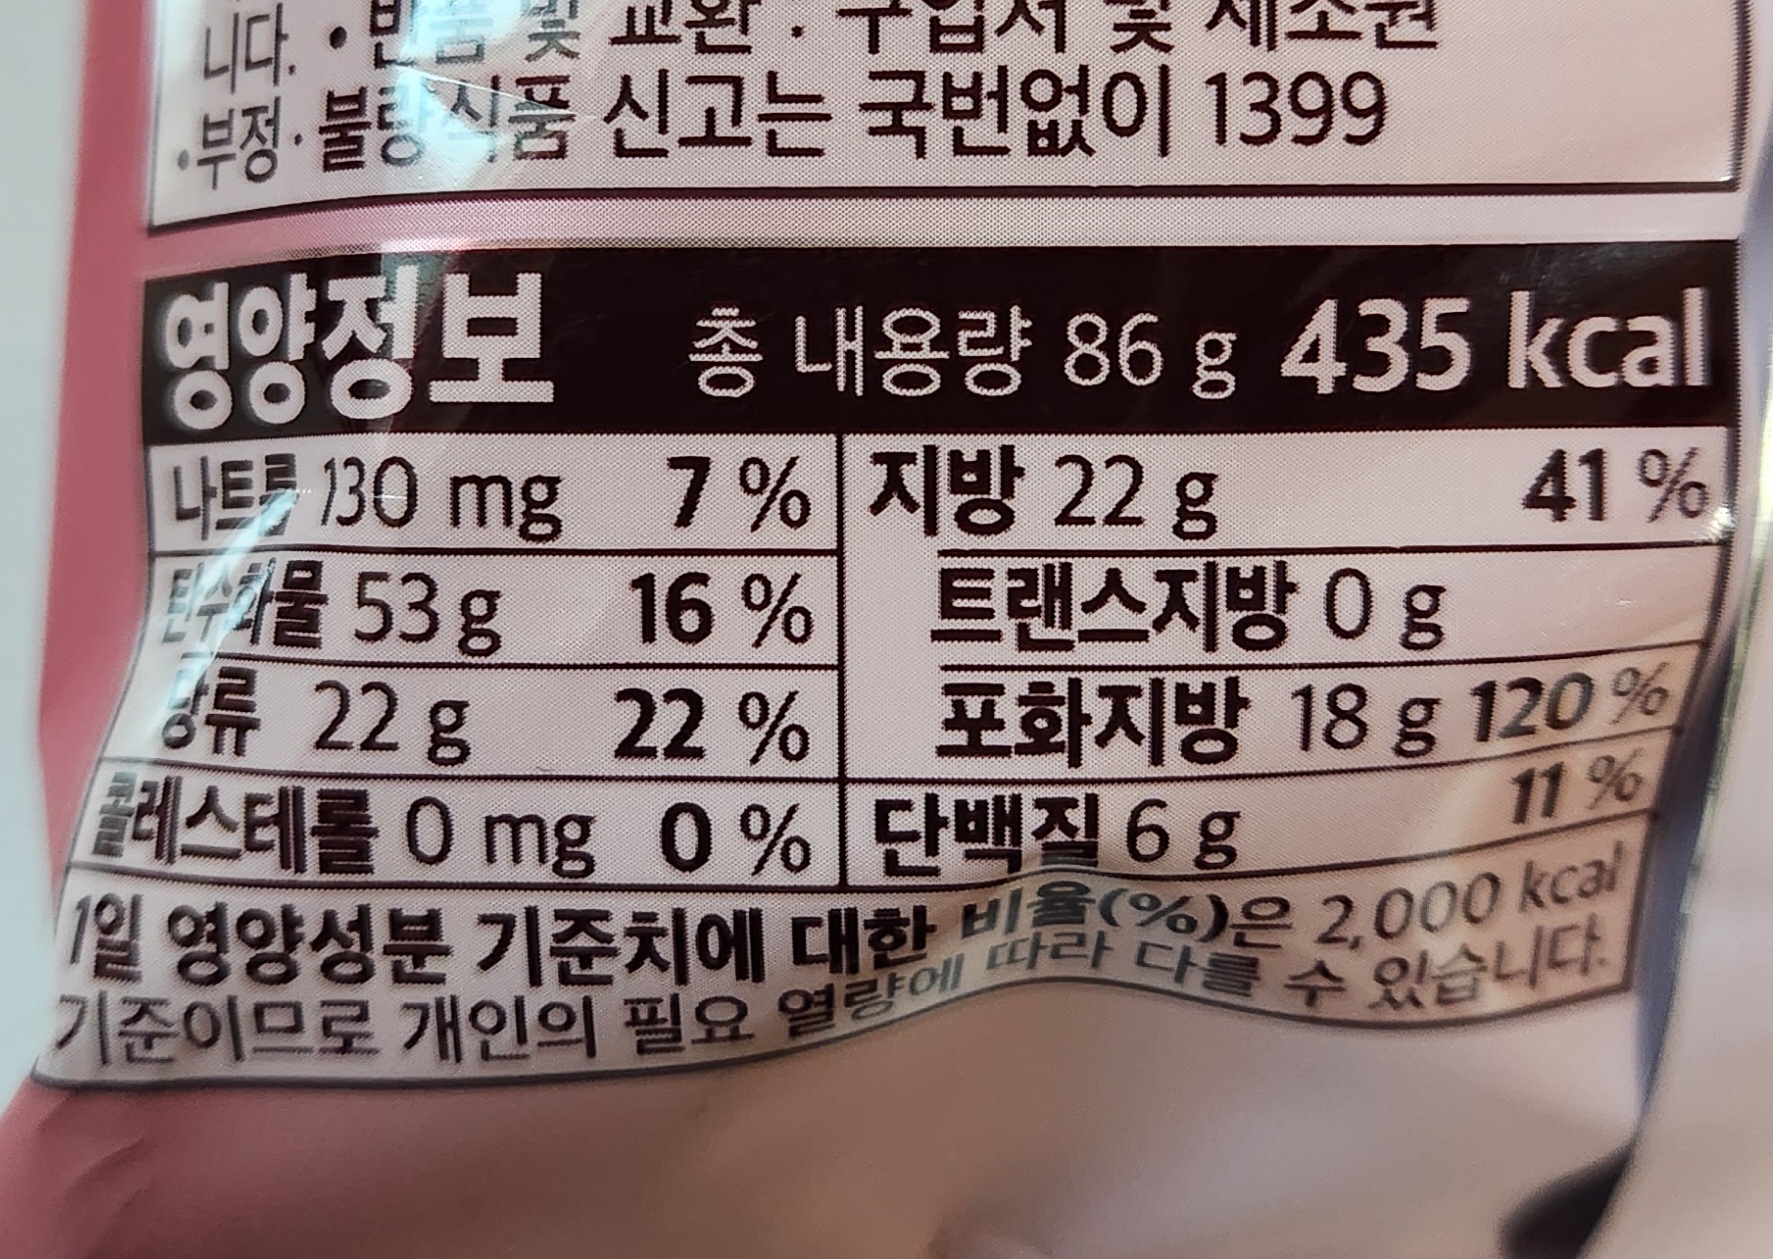 니다. • 반품 및 교환 : 구입처 및 제조원
•부정·불량식품 신고는 국번없이 1399
영양정보 총 내용량 86 g 435 kcal
나트륨 130 mg 7 % 지방 22 g 41 %
탄수화물 53 g 16 % 트랜스지방 0 g
당류 22 g 22 % 포화지방 18 g 120 %
콜레스테롤 0 mg 0 % 단백질 6 g 11 %
1일 영양성분 기준치에 대한 비율(%)은 2,000 kcal
기준이므로 개인의 필요 열량에 따라 다를 수 있습니다.